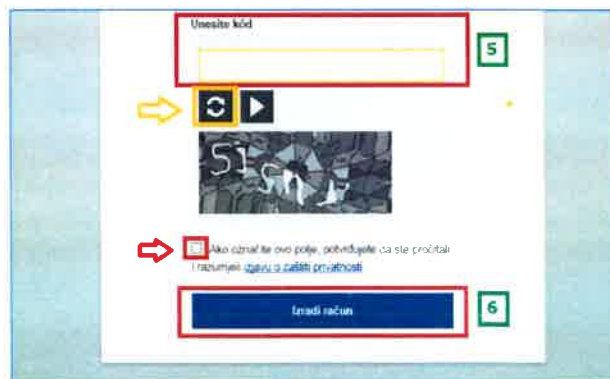 Unesite kôd
5
Ako označite ovo polje, potvrđujete da ste pročitali
i razumjeli izjavu o zaštiti privatnosti
Izradi račun
6